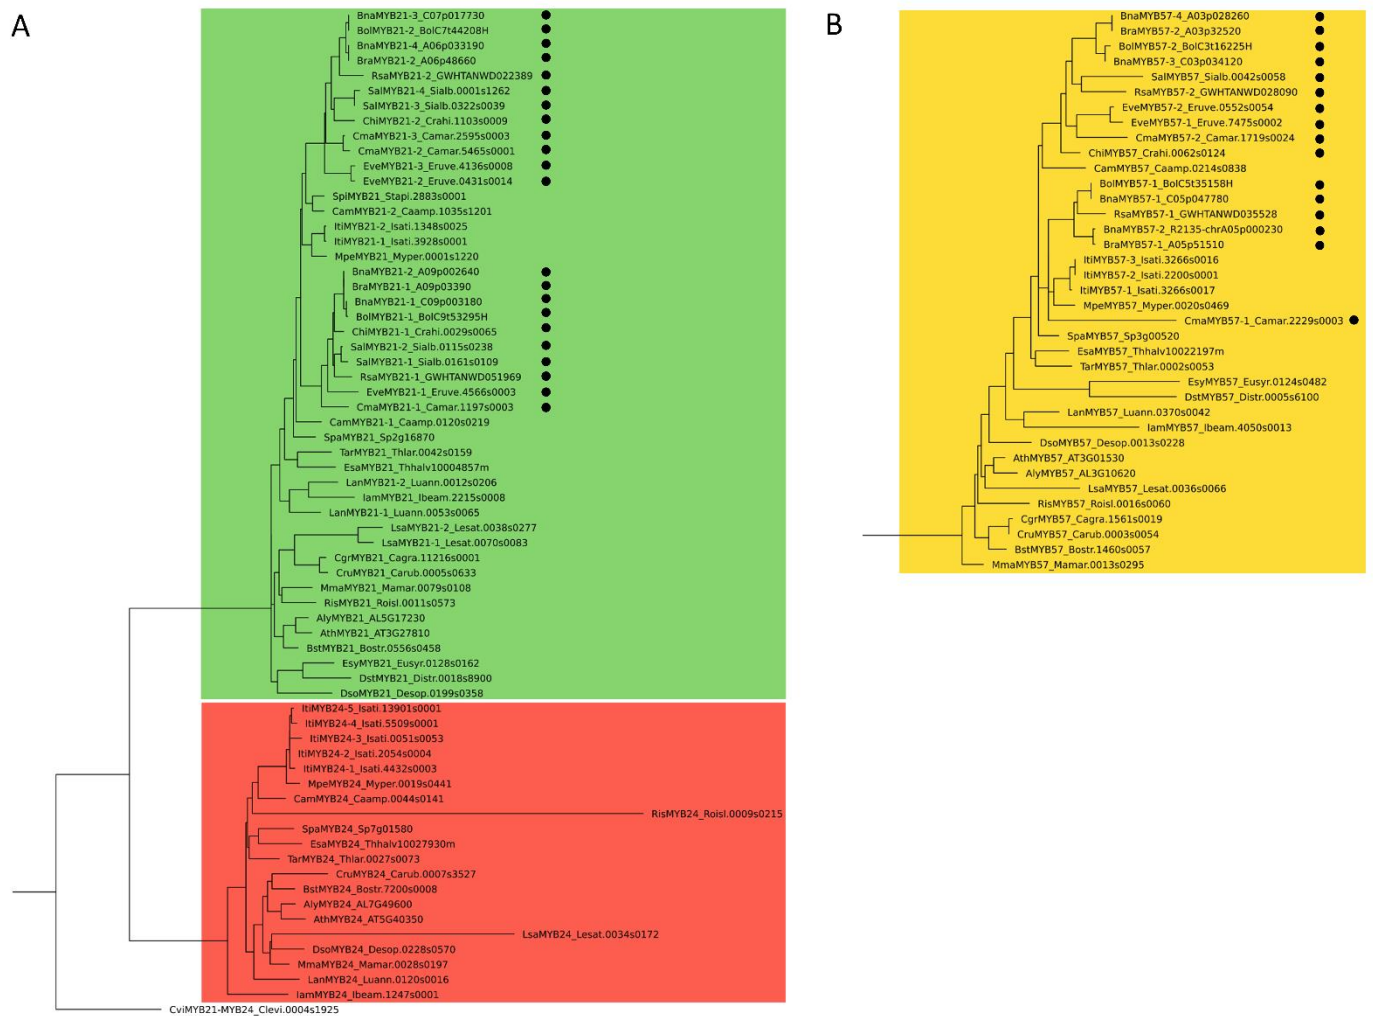 A
BnaMYB21-3_C07p017730
BolMYB21-2_BolC7t44208H
BnaMYB21-4_A06p033190
BraMYB21-2_A06p48660
RsaMYB21-2_GWHTANWD022389
SalMYB21-4_Sialb.0001s1262
SalMYB21-3_Sialb.0322s0039
ChiMYB21-2_Crahi.1103s0009
CmaMYB21-3_Camar.2595s0003
CmaMYB21-2_Camar.5465s0001
EveMYB21-3_Eruve.4136s0008
EveMYB21-2_Eruve.0431s0014
SpiMYB21_Stapi.2883s0001
CamMYB21-2_Caamp.1035s1201
ItiMYB21-2_Isati.1348s0025
ItiMYB21-1_Isati.3928s0001
MpeMYB21_Myper.0001s1220
BnaMYB21-2_A09p002640
BraMYB21-1_A09p03390
BnaMYB21-1_C09p003180
BolMYB21-1_BolC9t53295H
ChiMYB21-1_Crahi.0029s0065
SalMYB21-2_Sialb.0115s0238
SalMYB21-1_Sialb.0161s0109
RsaMYB21-1_GWHTANWD051969
EveMYB21-1_Eruve.4566s0003
CmaMYB21-1_Camar.1197s0003
CamMYB21-1_Caamp.0120s0219
SpaMYB21_Sp2g16870
TarMYB21_Thlar.0042s0159
EsaMYB21_Thhalv10004857m
LanMYB21-2_Luann.0012s0206
IamMYB21_Ibeam.2215s0008
LanMYB21-1_Luann.0053s0065
LsaMYB21-2_Lesat.0038s0277
LsaMYB21-1_Lesat.0070s0083
CgrMYB21_Cagra.11216s0001
CruMYB21_Carub.0005s0633
MmaMYB21_Mamar.0079s0108
RisMYB21_Roisl.0011s0573
AlyMYB21_AL5G17230
AthMYB21_AT3G27810
BstMYB21_Bostr.0556s0458
EsyMYB21_Eusyr.0128s0162
DstMYB21_Distr.0018s8900
DsoMYB21_Desop.0199s0358
ItiMYB24-5_Isati.13901s0001
ItiMYB24-4_Isati.5509s0001
ItiMYB24-3_Isati.0051s0053
ItiMYB24-2_Isati.2054s0004
ItiMYB24-1_Isati.4432s0003
MpeMYB24_Myper.0019s0441
CamMYB24_Caamp.0044s0141
RisMYB24_Roisl.0009s0215
SpaMYB24_Sp7g01580
EsaMYB24_Thhalv10027930m
TarMYB24_Thlar.0027s0073
CruMYB24_Carub.0007s3527
BstMYB24_Bostr.7200s0008
AlyMYB24_AL7G49600
AthMYB24_AT5G40350
LsaMYB24_Lesat.0034s0172
DsoMYB24_Desop.0228s0570
MmaMYB24_Mamar.0028s0197
LanMYB24_Luann.0120s0016
IamMYB24_Ibeam.1247s0001
CviMYB21-MYB24_Clevi.0004s1925
B
BnaMYB57-4_A03p028260
BraMYB57-2_A03p32520
BolMYB57-2_BolC3t16225H
BnaMYB57-3_C03p034120
SalMYB57_Sialb.0042s0058
RsaMYB57-2_GWHTANWD028090
EveMYB57-2_Eruve.0552s0054
EveMYB57-1_Eruve.7475s0002
CmaMYB57-2_Camar.1719s0024
ChiMYB57_Crahi.0062s0124
CamMYB57_Caamp.0214s0838
BolMYB57-1_BolC5t35158H
BnaMYB57-1_C05p047780
RsaMYB57-1_GWHTANWD035528
BnaMYB57-2_R2135-chrA05p000230
BraMYB57-1_A05p51510
ItiMYB57-3_Isati.3266s0016
ItiMYB57-2_Isati.2200s0001
ItiMYB57-1_Isati.3266s0017
MpeMYB57_Myper.0020s0469
CmaMYB57-1_Camar.2229s0003
SpaMYB57_Sp3g00520
EsaMYB57_Thhalv10022197m
TarMYB57_Thlar.0002s0053
EsyMYB57_Eusyr.0124s0482
DstMYB57_Distr.0005s6100
LanMYB57_Luann.0370s0042
IamMYB57_Ibeam.4050s0013
DsoMYB57_Desop.0013s0228
AthMYB57_AT3G01530
AlyMYB57_AL3G10620
LsaMYB57_Lesat.0036s0066
RisMYB57_Roisl.0016s0060
CgrMYB57_Cagra.1561s0019
CruMYB57_Carub.0003s0054
BstMYB57_Bostr.1460s0057
MmaMYB57_Mamar.0013s0295